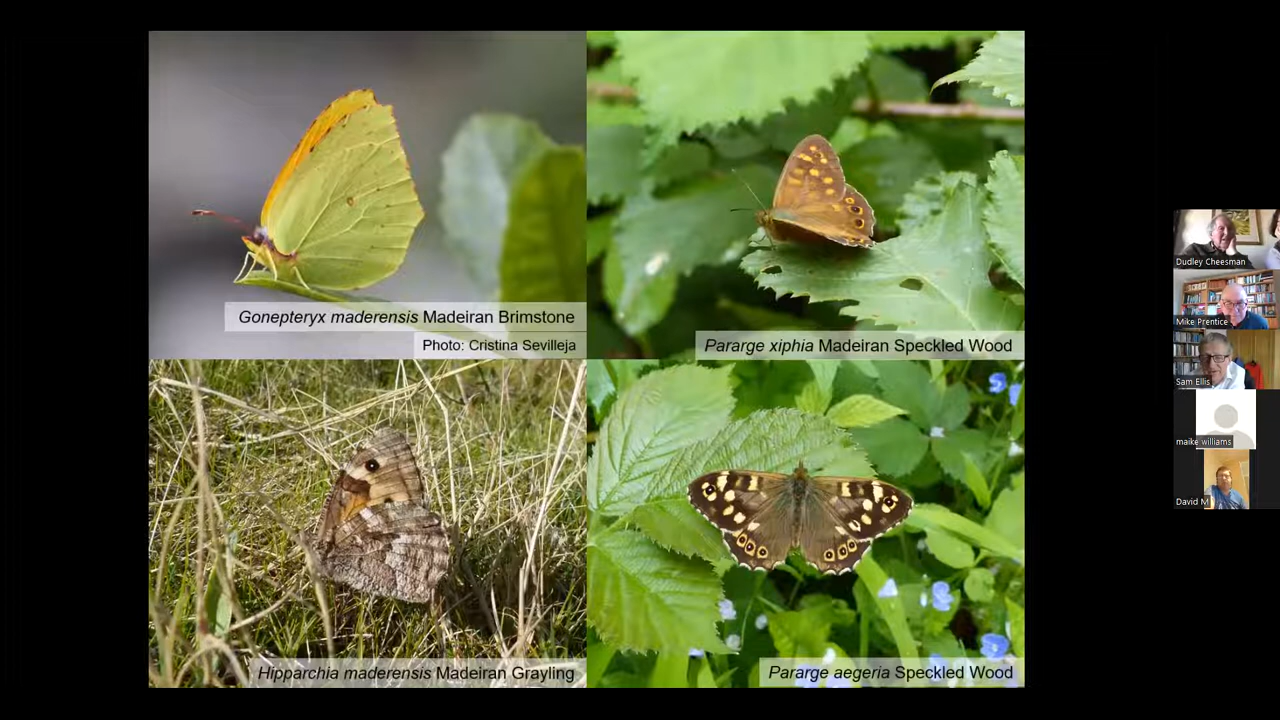 Gonepteryx maderensis Madeiran Brimstone
Photo: Cristina Sevilleja
Pararge xiphia Madeiran Speckled Wood
Hipparchia maderensis Madeiran Grayling
Pararge aegeria Speckled Wood
Dudley Cheesman
Mike Prentice
Sam Ellis
maike williams
David M